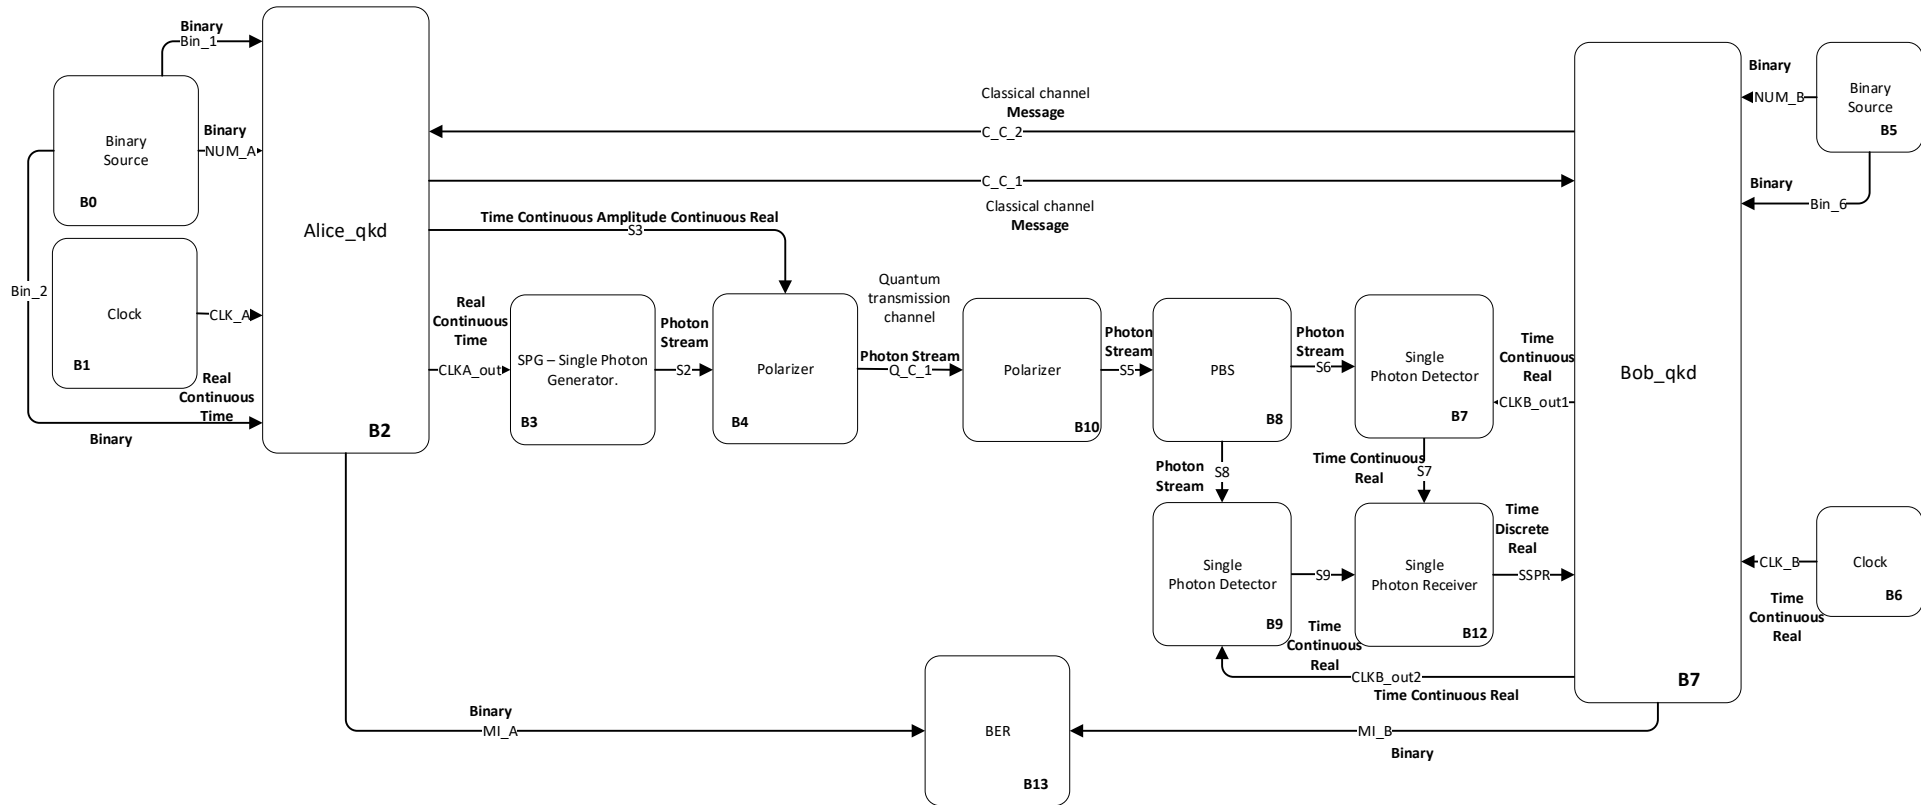 Binary
Bin_1
Binary
Source
B0
Binary
NUM_A
Bin_2
Clock
B1
CLK_A
Real
Continuous
Time
Binary
Alice_qkd
B2
Classical channel
Message
C_C_2
C_C_1
Classical channel
Message
Time Continuous Amplitude Continuous Real
S3
Real
Continuous
Time
CLKA_out
SPG – Single Photon
Generator.
B3
Photon
Stream
S2
Polarizer
B4
Quantum
transmission
channel
Photon Stream
Q_C_1
Polarizer
B10
Photon
Stream
S5
PBS
B8
Photon
Stream
S6
Single
Photon Detector
B7
Time
Continuous
Real
CLKB_out1
Photon
Stream
S8
Time Continuous
Real
S7
Single
Photon Detector
B9
S9
Single
Photon Receiver
B12
Time
Discrete
Real
SSPR
Time
Continuous
Real
CLKB_out2
Time Continuous Real
Bob_qkd
B7
Binary
NUM_B
Binary
Source
B5
Binary
Bin_6
CLK_B
Clock
B6
Time
Continuous
Real
Binary
MI_A
BER
B13
MI_B
Binary